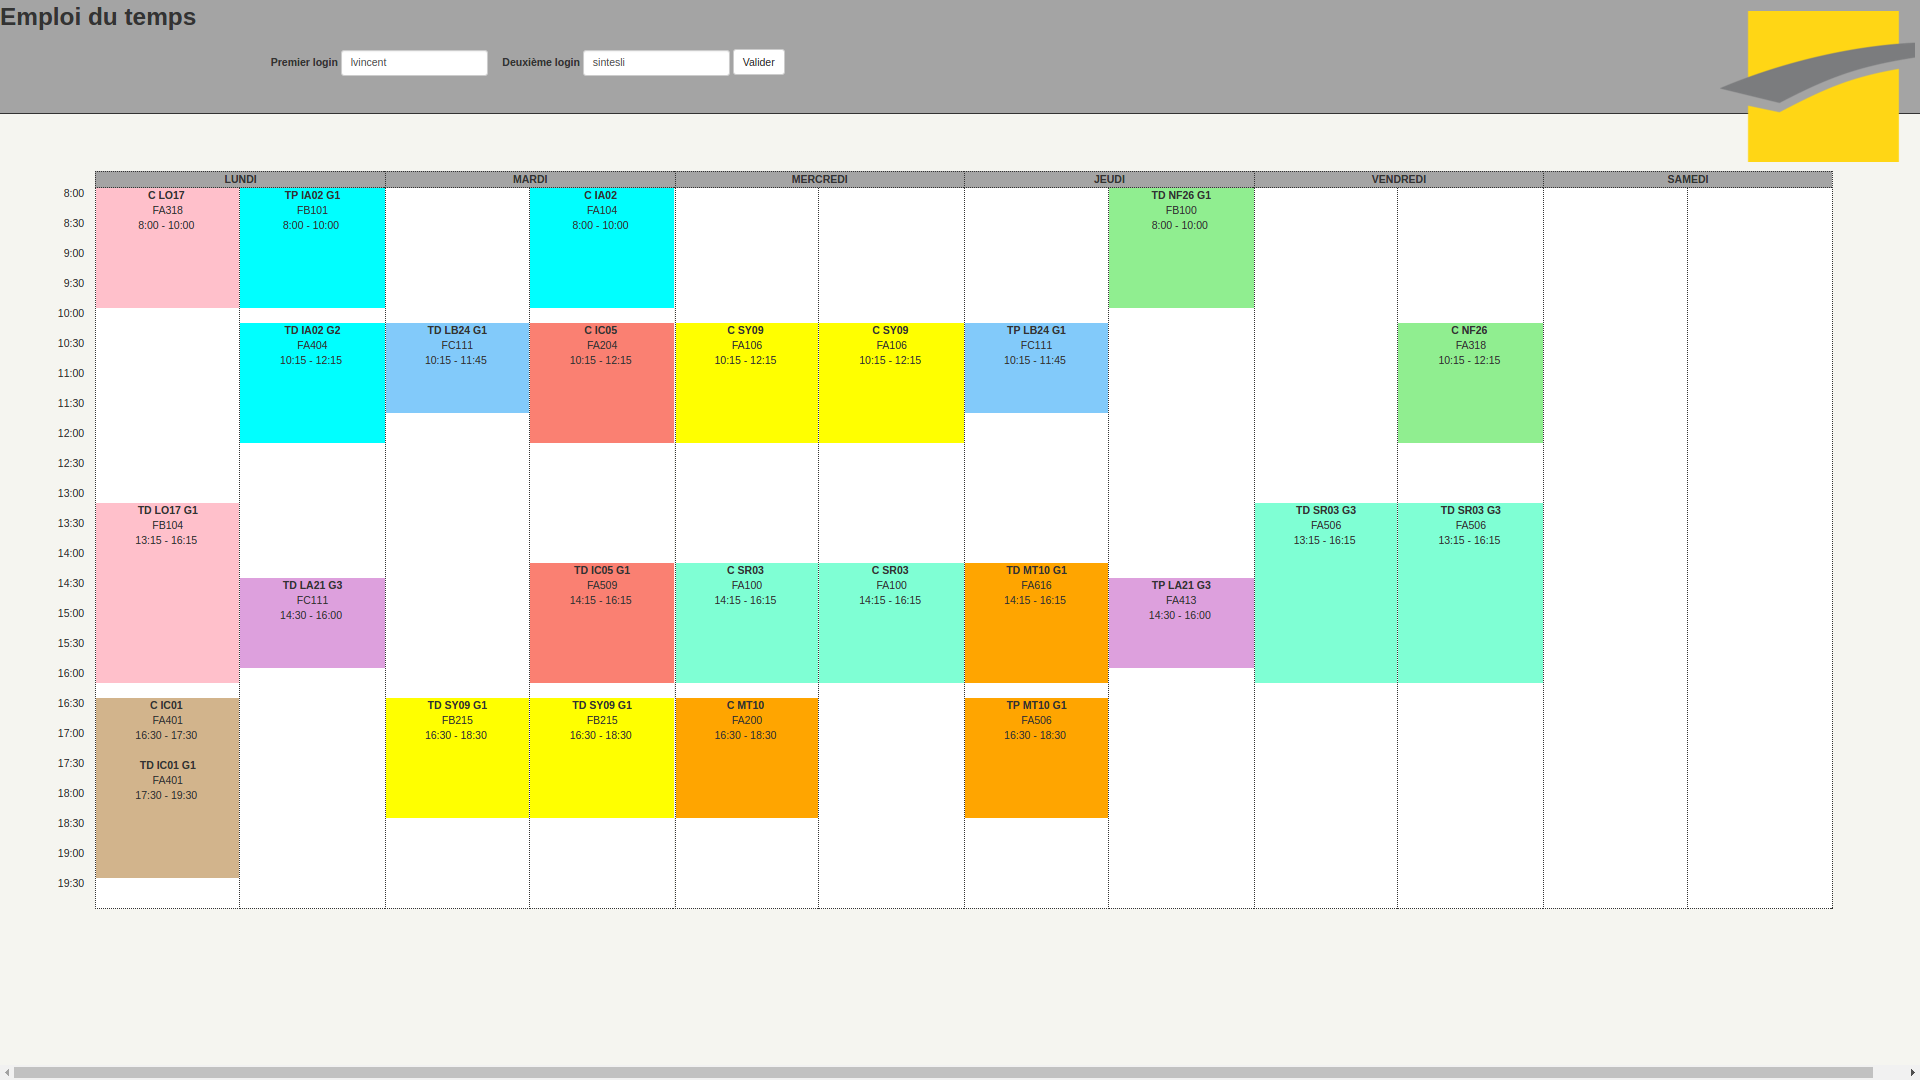 Emploi du temps
Premier login lvincent Deuxième login sintesli Valider
LUNDI MARDI MERCREDI JEUDI VENDREDI SAMEDI
8:00
8:30
9:00
9:30
10:00
10:30
11:00
11:30
12:00
12:30
13:00
13:30
14:00
14:30
15:00
15:30
16:00
16:30
17:00
17:30
18:00
18:30
19:00
19:30
C LO17
FA318
8:00 - 10:00
TD LO17 G1
FB104
13:15 - 16:15
C IC01
FA401
16:30 - 17:30
TD IC01 G1
FA401
17:30 - 19:30
TP IA02 G1
FB101
8:00 - 10:00
TD IA02 G2
FA404
10:15 - 12:15
TD LA21 G3
FC111
14:30 - 16:00
TD LB24 G1
FC111
10:15 - 11:45
TD SY09 G1
FB215
16:30 - 18:30
C IA02
FA104
8:00 - 10:00
C IC05
FA204
10:15 - 12:15
TD IC05 G1
FA509
14:15 - 16:15
TD SY09 G1
FB215
16:30 - 18:30
C SY09
FA106
10:15 - 12:15
C SR03
FA100
14:15 - 16:15
C MT10
FA200
16:30 - 18:30
C SY09
FA106
10:15 - 12:15
C SR03
FA100
14:15 - 16:15
TP LB24 G1
FC111
10:15 - 11:45
TD MT10 G1
FA616
14:15 - 16:15
TP MT10 G1
FA506
16:30 - 18:30
TD NF26 G1
FB100
8:00 - 10:00
TP LA21 G3
FA413
14:30 - 16:00
TD SR03 G3
FA506
13:15 - 16:15
C NF26
FA318
10:15 - 12:15
TD SR03 G3
FA506
13:15 - 16:15